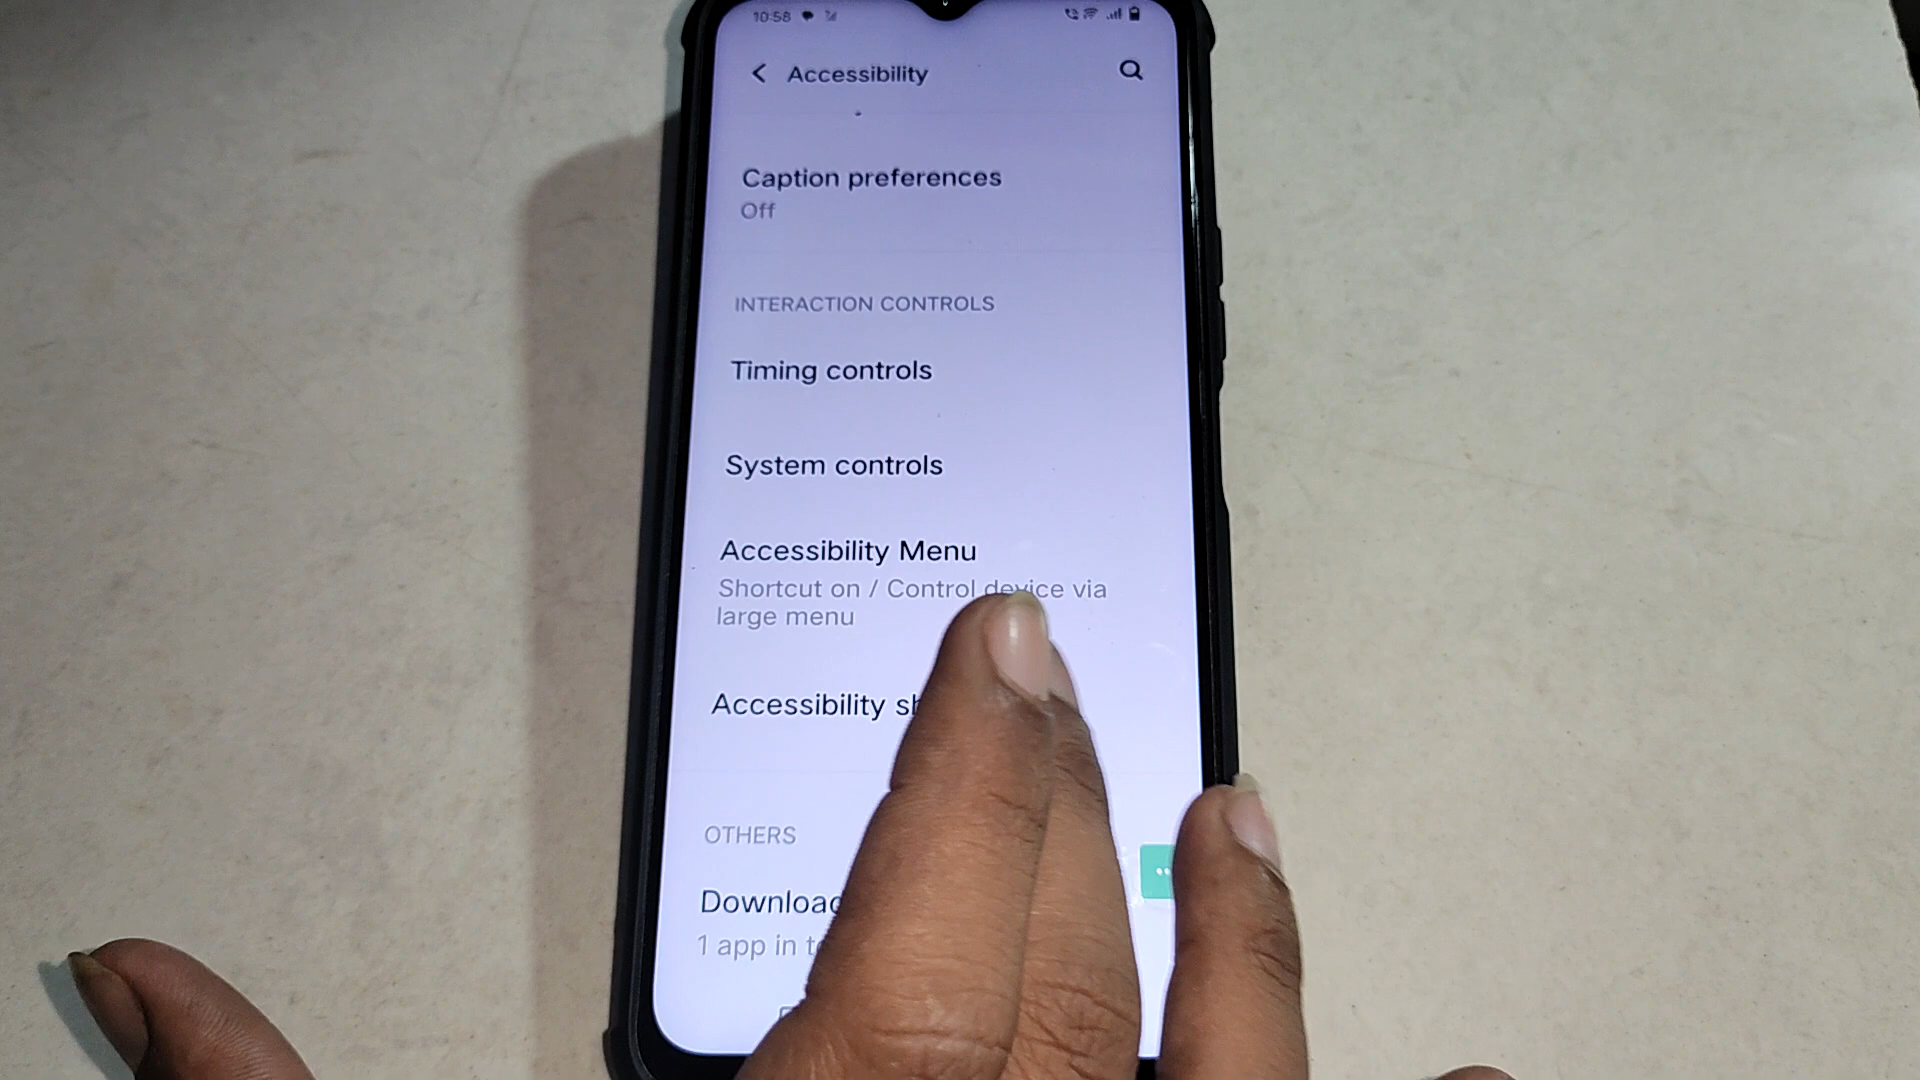 10:58
Accessibility
Caption preferences
Off
INTERACTION CONTROLS
Timing controls
System controls
Accessibility Menu
Shortcut on / Control device via
large menu
Accessibility
OTHERS
1 app in